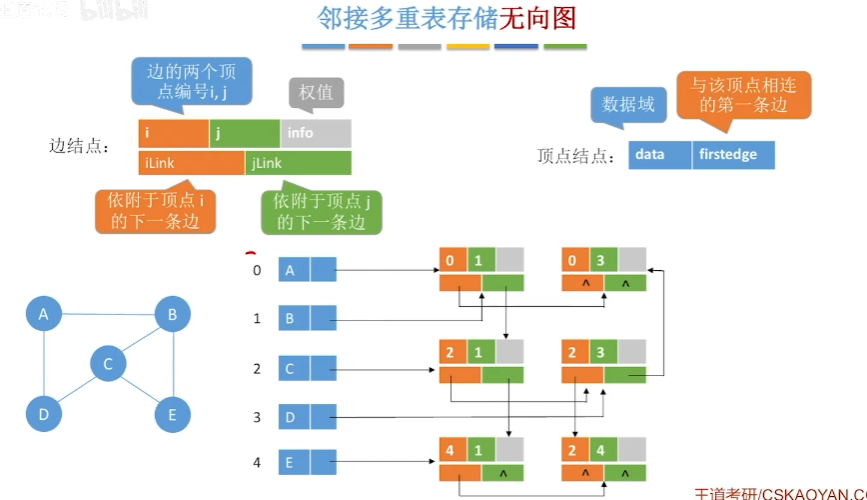 邻接多重表存储无向图
边的两个顶
点编号i, j
权值
数据域
与该顶点相连
的第一条边
边结点：
i j info
iLink jLink
顶点结点：
data firstedge
依附于顶点 i
的下一条边
依附于顶点 j
的下一条边
0 A
0 1
0 3
^ ^
1 B
2 C
2 1
2 3
3 D
4 E
4 1
^
2 4
^ ^
A B
C
D E
王道考研/CSKAOYAN.CO
bilibili